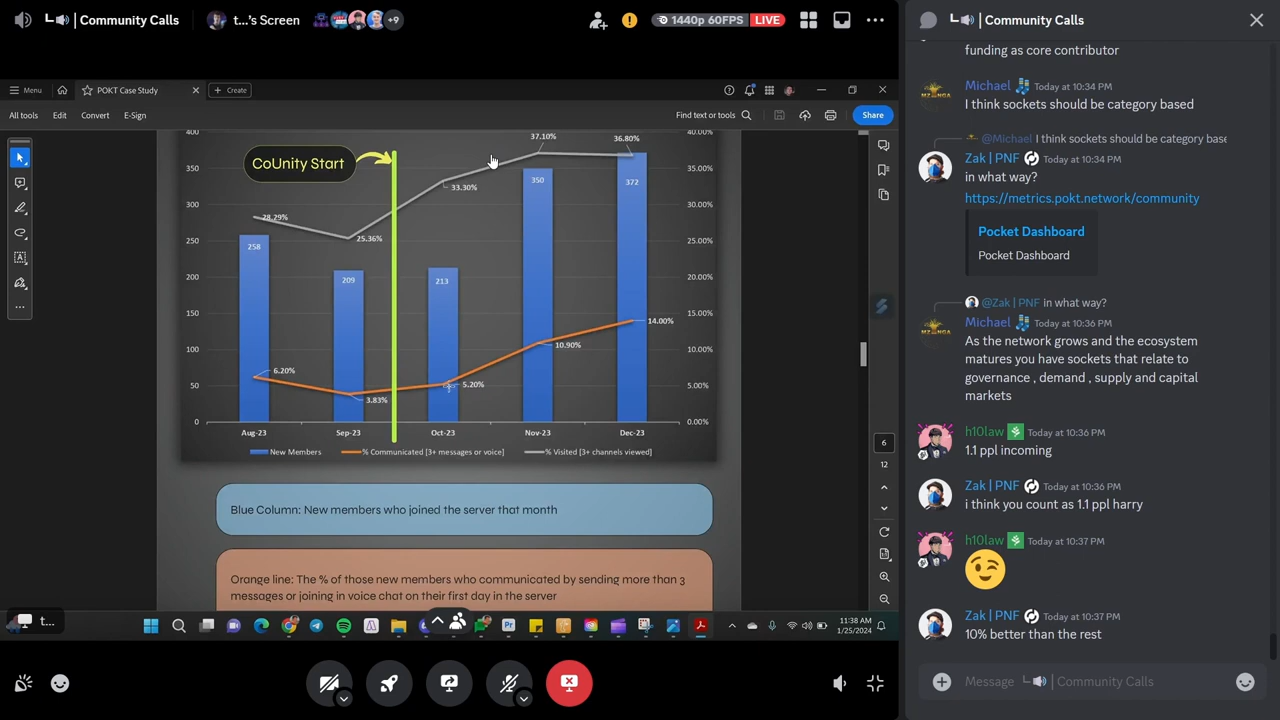 Community Calls
t...'s Screen
+9
1440p 60FPS LIVE
Menu
POKT Case Study
Create
All tools Edit Convert E-Sign
Find text or tools
Share
400 40.00%
350 35.00%
300 30.00%
250 25.00%
200 20.00%
150 15.00%
100 10.00%
50 5.00%
0 0.00%
CoUnity Start
37.10%
36.80%
33.30%
28.29%
25.36%
258
209
213
350
372
6.20%
3.83%
5.20%
10.90%
14.00%
Aug-23 Sep-23 Oct-23 Nov-23 Dec-23
New Members % Communicated [3+ messages or voice] % Visited [3+ channels viewed]
Blue Column: New members who joined the server that month
Orange line: The % of those new members who communicated by sending more than 3
messages or joining in voice chat on their first day in the server
6
12
t...
11:38 AM
1/25/2024
Community Calls
funding as core contributor
Michael Today at 10:34 PM
I think sockets should be category based
@Michael I think sockets should be category base
Zak | PNF Today at 10:34 PM
in what way?
https://metrics.pokt.network/community
Pocket Dashboard
Pocket Dashboard
@Zak | PNF in what way?
Michael Today at 10:36 PM
As the network grows and the ecosystem
matures you have sockets that relate to
governance , demand , supply and capital
markets
h10law Today at 10:36 PM
1.1 ppl incoming
Zak | PNF Today at 10:36 PM
i think you count as 1.1 ppl harry
h10law Today at 10:37 PM
Zak | PNF Today at 10:37 PM
10% better than the rest
Message Community Calls